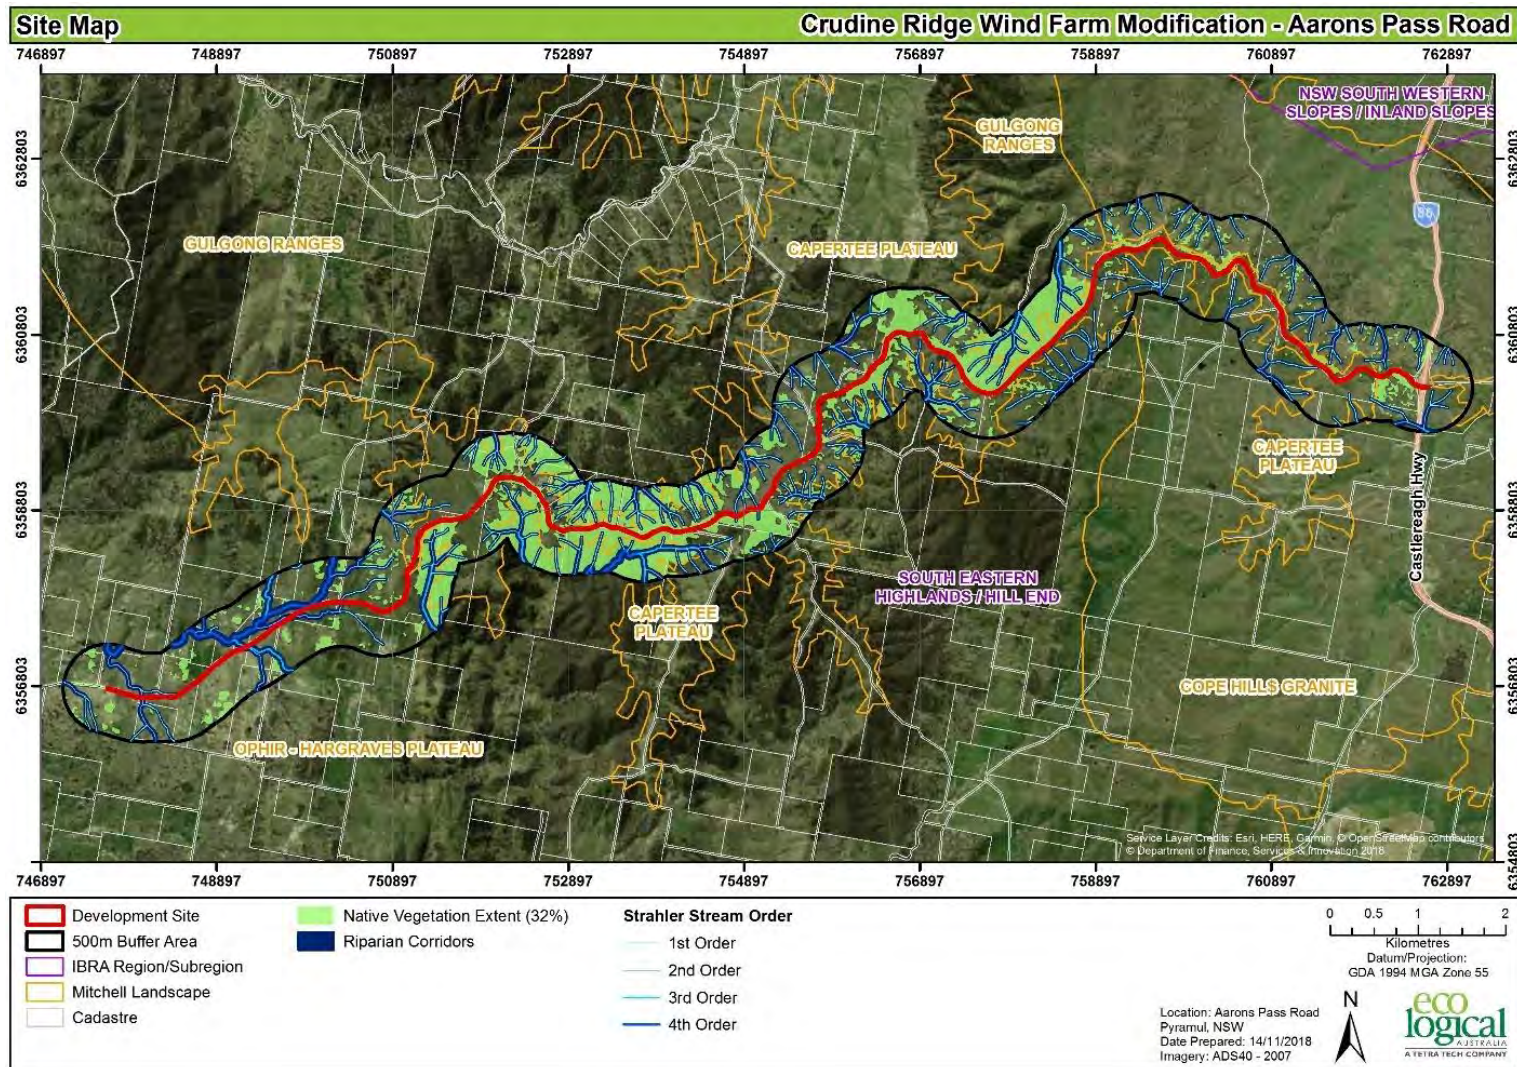 Site Map
Crudine Ridge Wind Farm Modification - Aarons Pass Road
746897 748897 750897 752897 754897 756897 758897 760897 762897
NSW SOUTH WESTERN
SLOPES / INLAND SLOPES
GULGONG
RANGES
6362803
6362803
86
GULGONG RANGES
CAPERTEE PLATEAU
6360803
6360803
CAPERTEE
PLATEAU
6358803
6358803
Castlereagh Hwy
SOUTH EASTERN
HIGHLANDS / HILL END
CAPERTEE
PLATEAU
6356803
6356803
COPE HILLS GRANITE
OPHIR - HARGRAVES PLATEAU
Service Layer Credits: Esri, HERE, Garmin, © OpenStreetMap contributors
© Department of Finance, Services & Innovation 2018
6354803
746897 748897 750897 752897 754897 756897 758897 760897 762897
Development Site
500m Buffer Area
IBRA Region/Subregion
Mitchell Landscape
Cadastre
Native Vegetation Extent (32%)
Riparian Corridors
Strahler Stream Order
1st Order
2nd Order
3rd Order
4th Order
0 0.5 1 2
Kilometres
Datum/Projection:
GDA 1994 MGA Zone 55
N
Location: Aarons Pass Road
Pyramul, NSW
Date Prepared: 14/11/2018
Imagery: ADS40 - 2007
eco
logical
AUSTRALIA
A TETRA TECH COMPANY